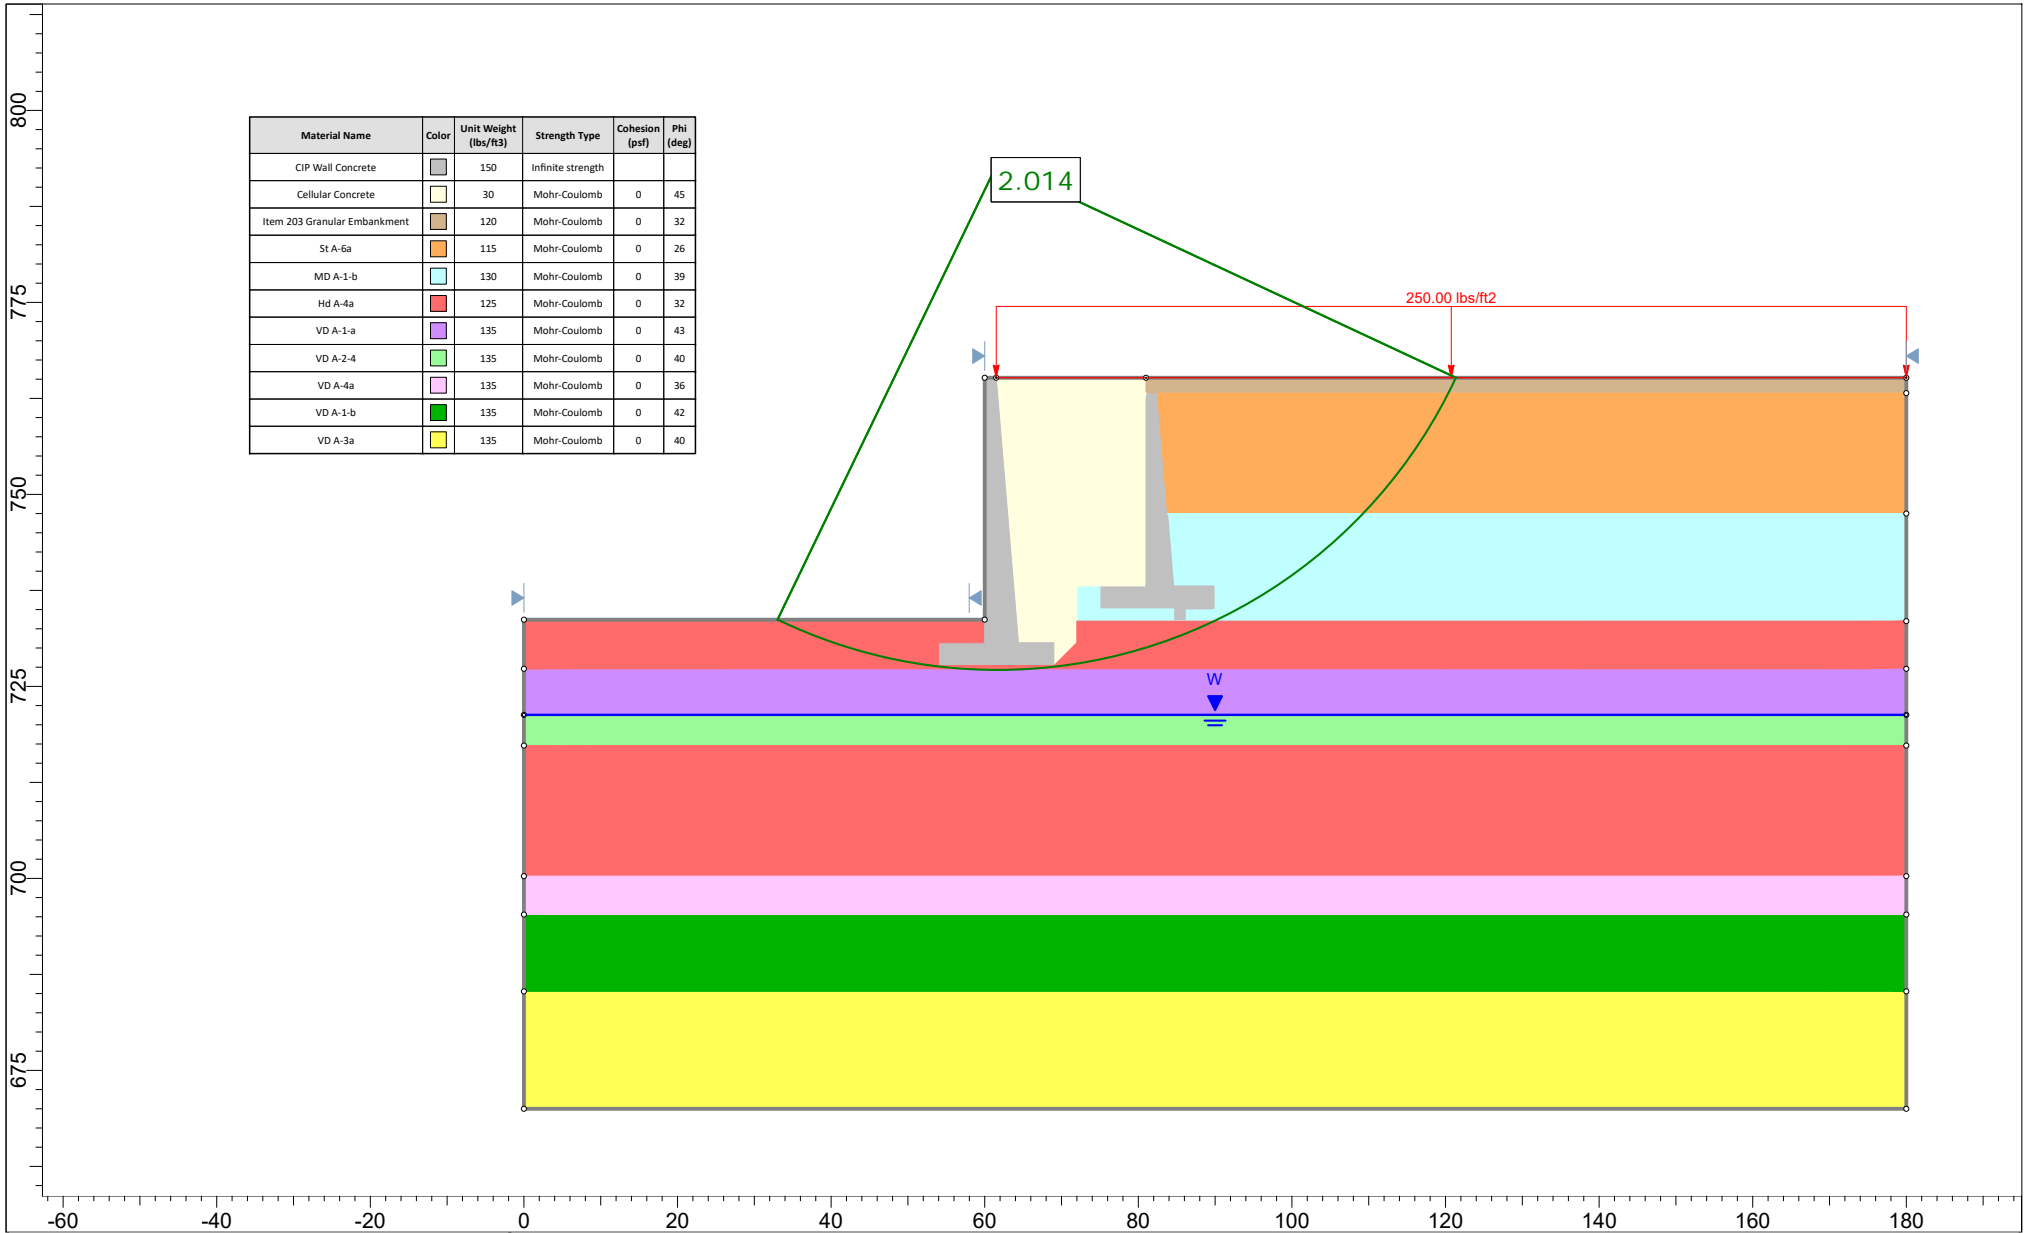 800
775
750
725
700
675
Material Name Color Unit Weight (lbs/ft3) Strength Type Cohesion (psf) Phi (deg)
CIP Wall Concrete 150 Infinite strength
Cellular Concrete 30 Mohr-Coulomb 0 45
Item 203 Granular Embankment 120 Mohr-Coulomb 0 32
St A-6a 115 Mohr-Coulomb 0 26
MD A-1-b 130 Mohr-Coulomb 0 39
Hd A-4a 125 Mohr-Coulomb 0 32
VD A-1-a 135 Mohr-Coulomb 0 43
VD A-2-4 135 Mohr-Coulomb 0 40
VD A-4a 135 Mohr-Coulomb 0 36
VD A-1-b 135 Mohr-Coulomb 0 42
VD A-3a 135 Mohr-Coulomb 0 40
2.014
250.00 lbs/ft2
W
-60 -40 -20 0 20 40 60 80 100 120 140 160 180